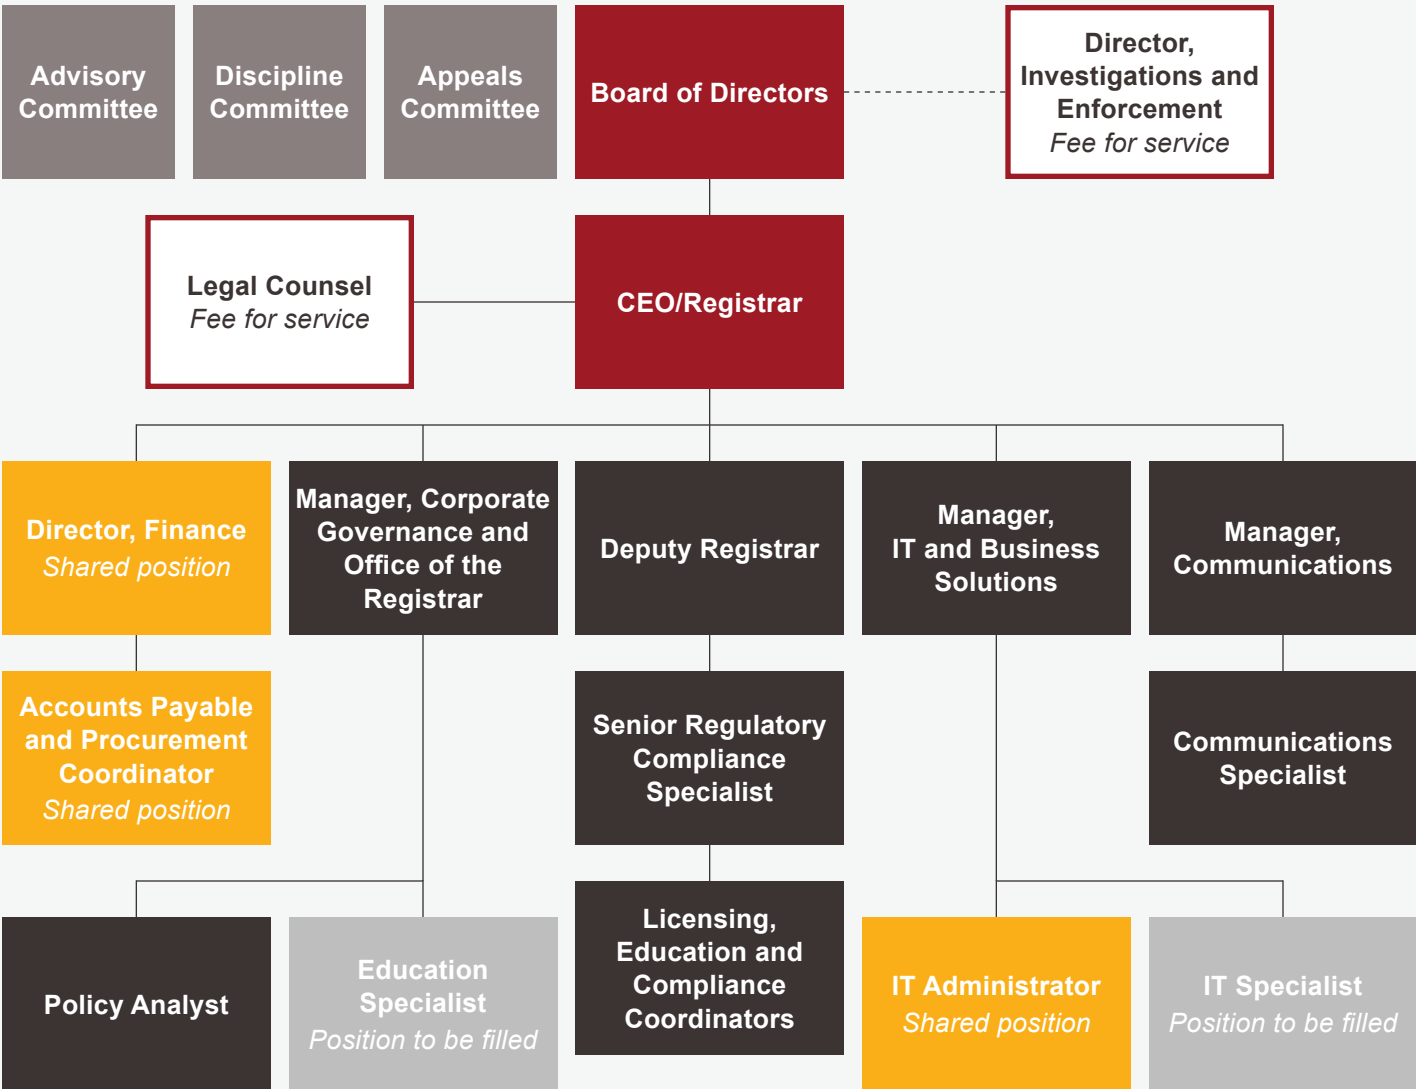 Advisory
Committee
Discipline
Committee
Appeals
Committee
Board of Directors
Director,
Investigations and
Enforcement
Fee for service
Legal Counsel
Fee for service
CEO/Registrar
Director, Finance
Shared position
Manager, Corporate
Governance and
Office of the
Registrar
Deputy Registrar
Manager,
IT and Business
Solutions
Manager,
Communications
Accounts Payable
and Procurement
Coordinator
Shared position
Senior Regulatory
Compliance
Specialist
Communications
Specialist
Policy Analyst
Education
Specialist
Position to be filled
Licensing,
Education and
Compliance
Coordinators
IT Administrator
Shared position
IT Specialist
Position to be filled